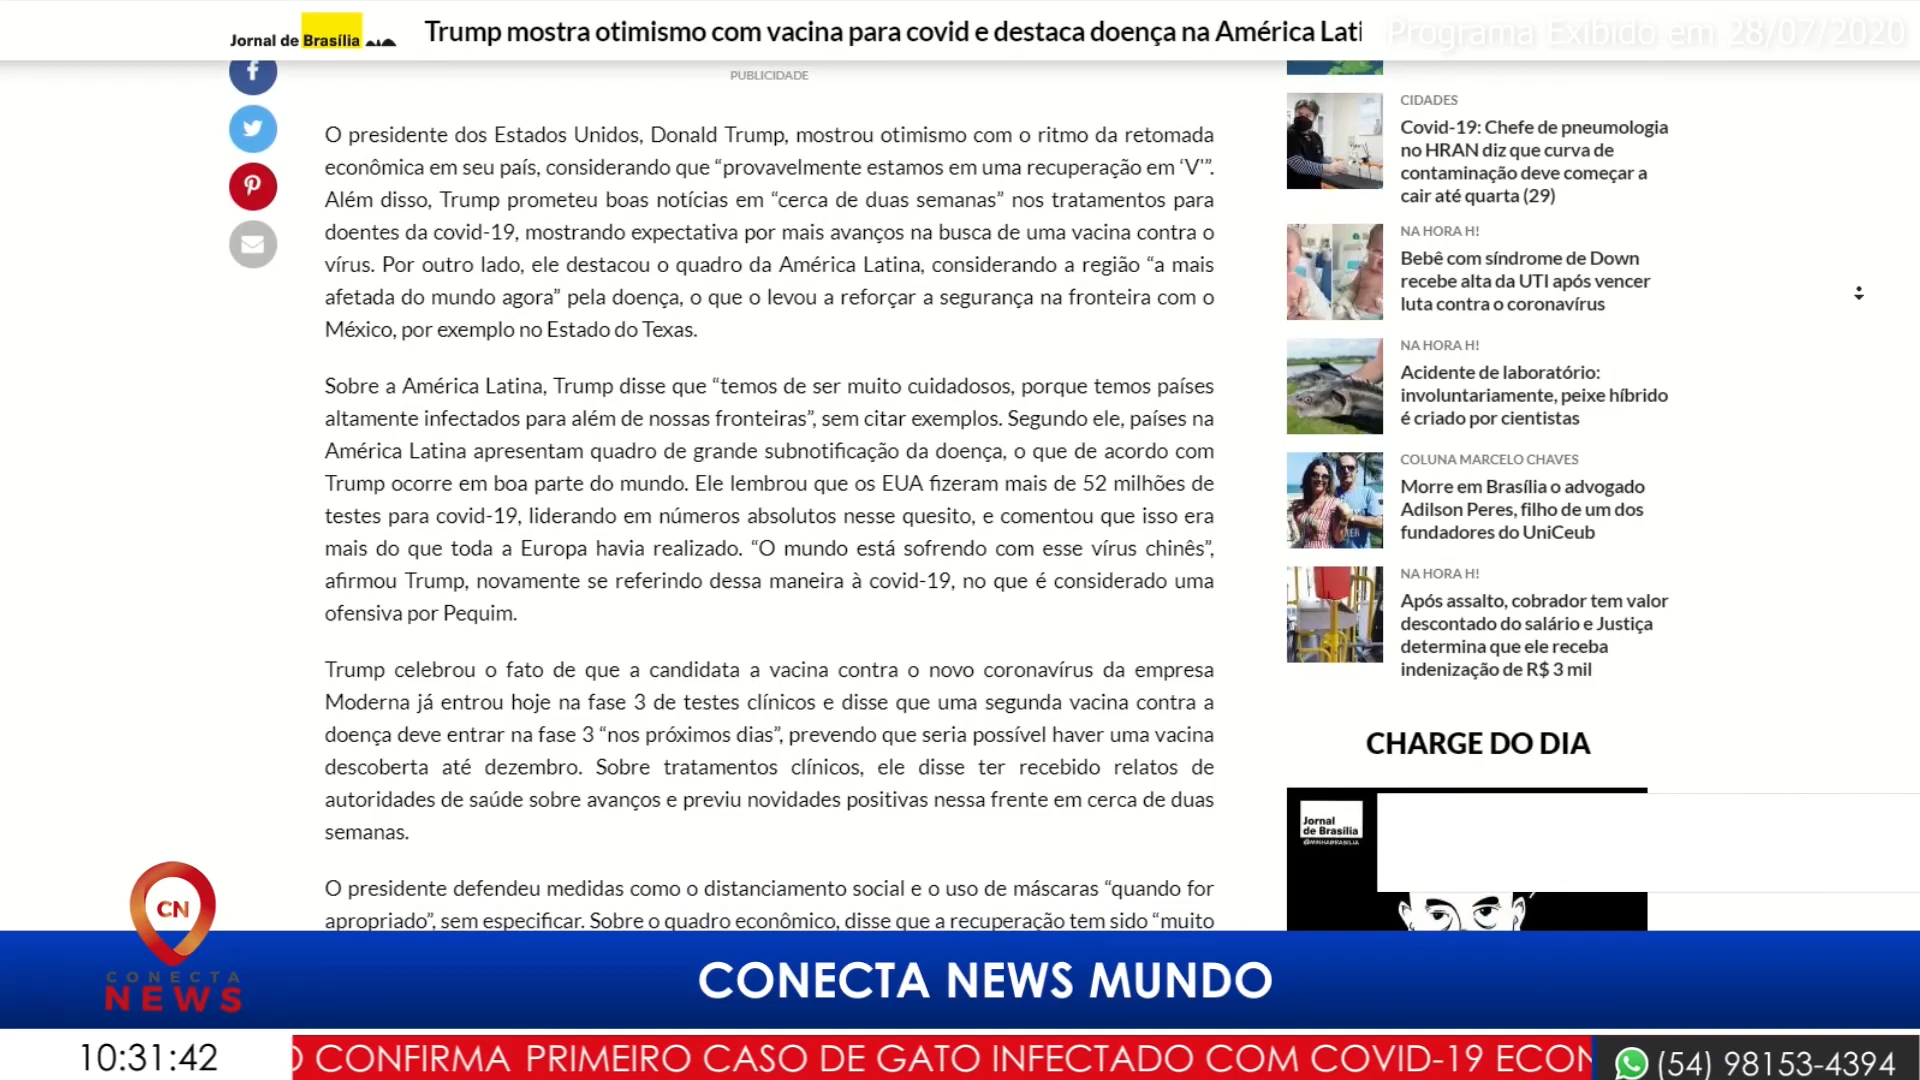 Jornal de Brasília
Trump mostra otimismo com vacina para covid e destaca doença na América Lati
Programa Exibido em 28/07/2020
PUBLICIDADE
O presidente dos Estados Unidos, Donald Trump, mostrou otimismo com o ritmo da retomada
econômica em seu país, considerando que “provavelmente estamos em uma recuperação em ‘V’”.
Além disso, Trump prometeu boas notícias em “cerca de duas semanas” nos tratamentos para
doentes da covid-19, mostrando expectativa por mais avanços na busca de uma vacina contra o
vírus. Por outro lado, ele destacou o quadro da América Latina, considerando a região “a mais
afetada do mundo agora” pela doença, o que o levou a reforçar a segurança na fronteira com o
México, por exemplo no Estado do Texas.
Sobre a América Latina, Trump disse que “temos de ser muito cuidadosos, porque temos países
altamente infectados para além de nossas fronteiras”, sem citar exemplos. Segundo ele, países na
América Latina apresentam quadro de grande subnotificação da doença, o que de acordo com
Trump ocorre em boa parte do mundo. Ele lembrou que os EUA fizeram mais de 52 milhões de
testes para covid-19, liderando em números absolutos nesse quesito, e comentou que isso era
mais do que toda a Europa havia realizado. “O mundo está sofrendo com esse vírus chinês”,
afirmou Trump, novamente se referindo dessa maneira à covid-19, no que é considerado uma
ofensiva por Pequim.
Trump celebrou o fato de que a candidata a vacina contra o novo coronavírus da empresa
Moderna já entrou hoje na fase 3 de testes clínicos e disse que uma segunda vacina contra a
doença deve entrar na fase 3 “nos próximos dias”, prevendo que seria possível haver uma vacina
descoberta até dezembro. Sobre tratamentos clínicos, ele disse ter recebido relatos de
autoridades de saúde sobre avanços e previu novidades positivas nessa frente em cerca de duas
semanas.
O presidente defendeu medidas como o distanciamento social e o uso de máscaras “quando for
apropriado”, sem especificar. Sobre o quadro econômico, disse que a recuperação tem sido “muito
CIDADES
Covid-19: Chefe de pneumologia
no HRAN diz que curva de
contaminação deve começar a
cair até quarta (29)
NA HORA H!
Bebê com síndrome de Down
recebe alta da UTI após vencer
luta contra o coronavírus
NA HORA H!
Acidente de laboratório:
involuntariamente, peixe híbrido
é criado por cientistas
COLUNA MARCELO CHAVES
Morre em Brasília o advogado
Adilson Peres, filho de um dos
fundadores do UniCeub
NA HORA H!
Após assalto, cobrador tem valor
descontado do salário e Justiça
determina que ele receba
indenização de R$ 3 mil
CHARGE DO DIA
Jornal
de Brasília
@MINHABRASILIA
CN
CONECTA
NEWS
CONECTA NEWS MUNDO
10:31:42
O CONFIRMA PRIMEIRO CASO DE GATO INFECTADO COM COVID-19 ECON
(54) 98153-4394